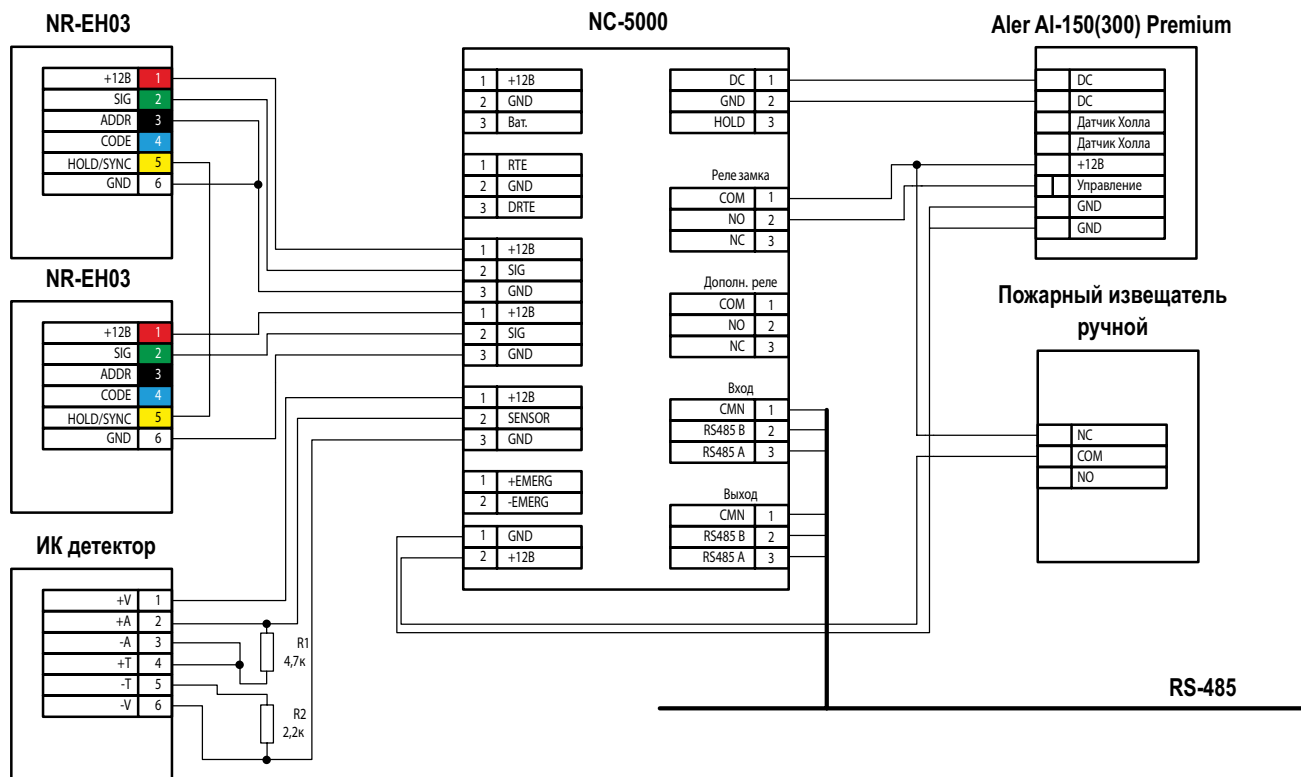 NR-EH03
+12В 1
SIG 2
ADDR 3
CODE 4
HOLD/SYNC 5
GND 6
NR-EH03
+12В 1
SIG 2
ADDR 3
CODE 4
HOLD/SYNC 5
GND 6
ИК детектор
+V 1
+A 2
-A 3
+T 4
-T 5
-V 6
R1
4,7к
R2
2,2к
NC-5000
1 +12В
2 GND
3 Bat.
1 RTE
2 GND
3 DRTE
1 +12В
2 SIG
3 GND
1 +12В
2 SIG
3 GND
1 +12В
2 SENSOR
3 GND
1 +EMERG
2 -EMERG
1 GND
2 +12В
DC 1
GND 2
HOLD 3
Реле замка
COM 1
NO 2
NC 3
Дополн. реле
COM 1
NO 2
NC 3
Вход
CMN 1
RS485 B 2
RS485 A 3
Выход
CMN 1
RS485 B 2
RS485 A 3
Aler Al-150(300) Premium
DC
DC
Датчик Холла
Датчик Холла
+12В
Управление
GND
GND
Пожарный извещатель
ручной
NC
COM
NO
RS-485